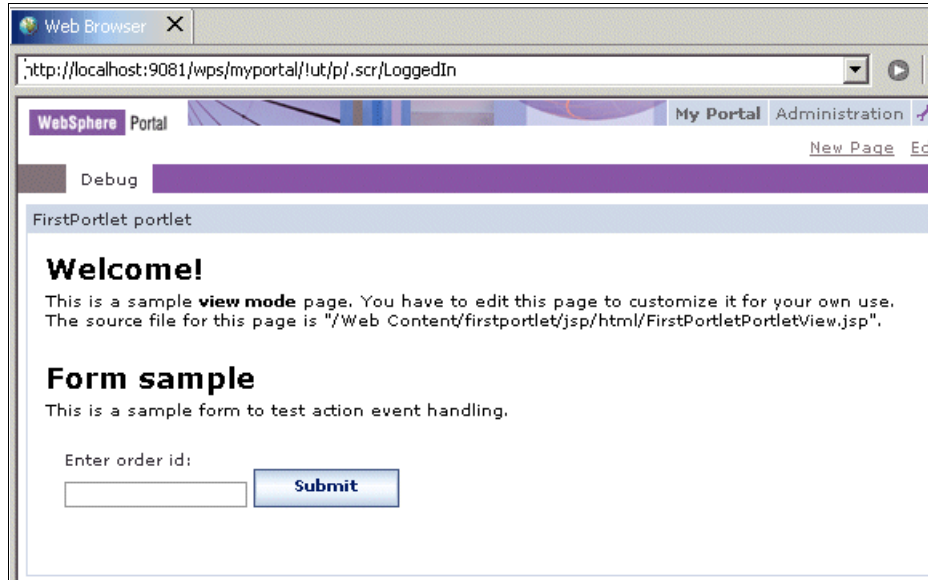 Web Browser
http://localhost:9081/wps/myportal/!ut/p/.scr/LoggedIn
WebSphere Portal
My Portal Administration
New Page
Debug
FirstPortlet portlet
Welcome!
This is a sample view mode page. You have to edit this page to customize it for your own use.
The source file for this page is "/Web Content/firstportlet/jsp/html/FirstPortletPortletView.jsp".
Form sample
This is a sample form to test action event handling.
Enter order id:
Submit